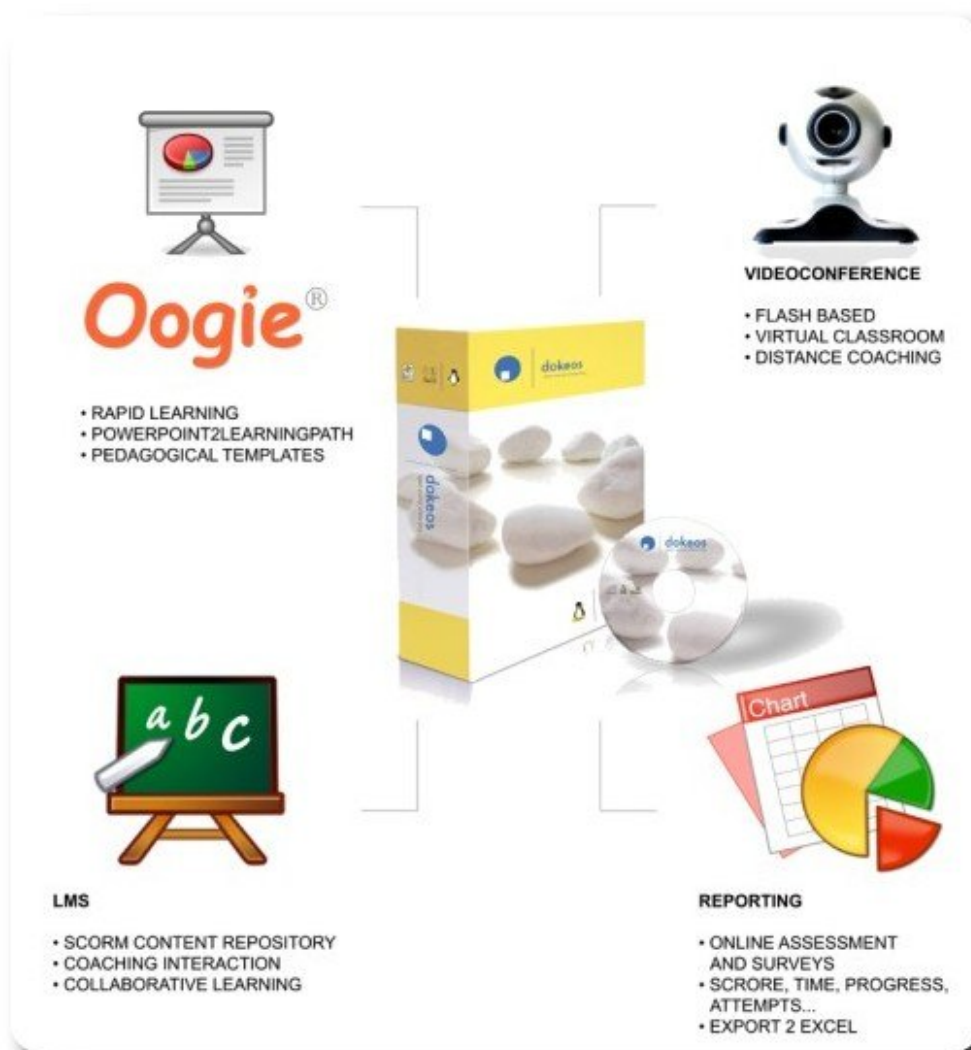 Oogie®
• RAPID LEARNING
• POWERPOINT2LEARNINGPATH
• PEDAGOGICAL TEMPLATES
VIDEOCONFERENCE
• FLASH BASED
• VIRTUAL CLASSROOM
• DISTANCE COACHING
dokeos
dokeos
dokeos
a b c
LMS
• SCORM CONTENT REPOSITORY
• COACHING INTERACTION
• COLLABORATIVE LEARNING
Chart
REPORTING
• ONLINE ASSESSMENT
AND SURVEYS
• SCRORE, TIME, PROGRESS,
ATTEMPTS...
• EXPORT 2 EXCEL